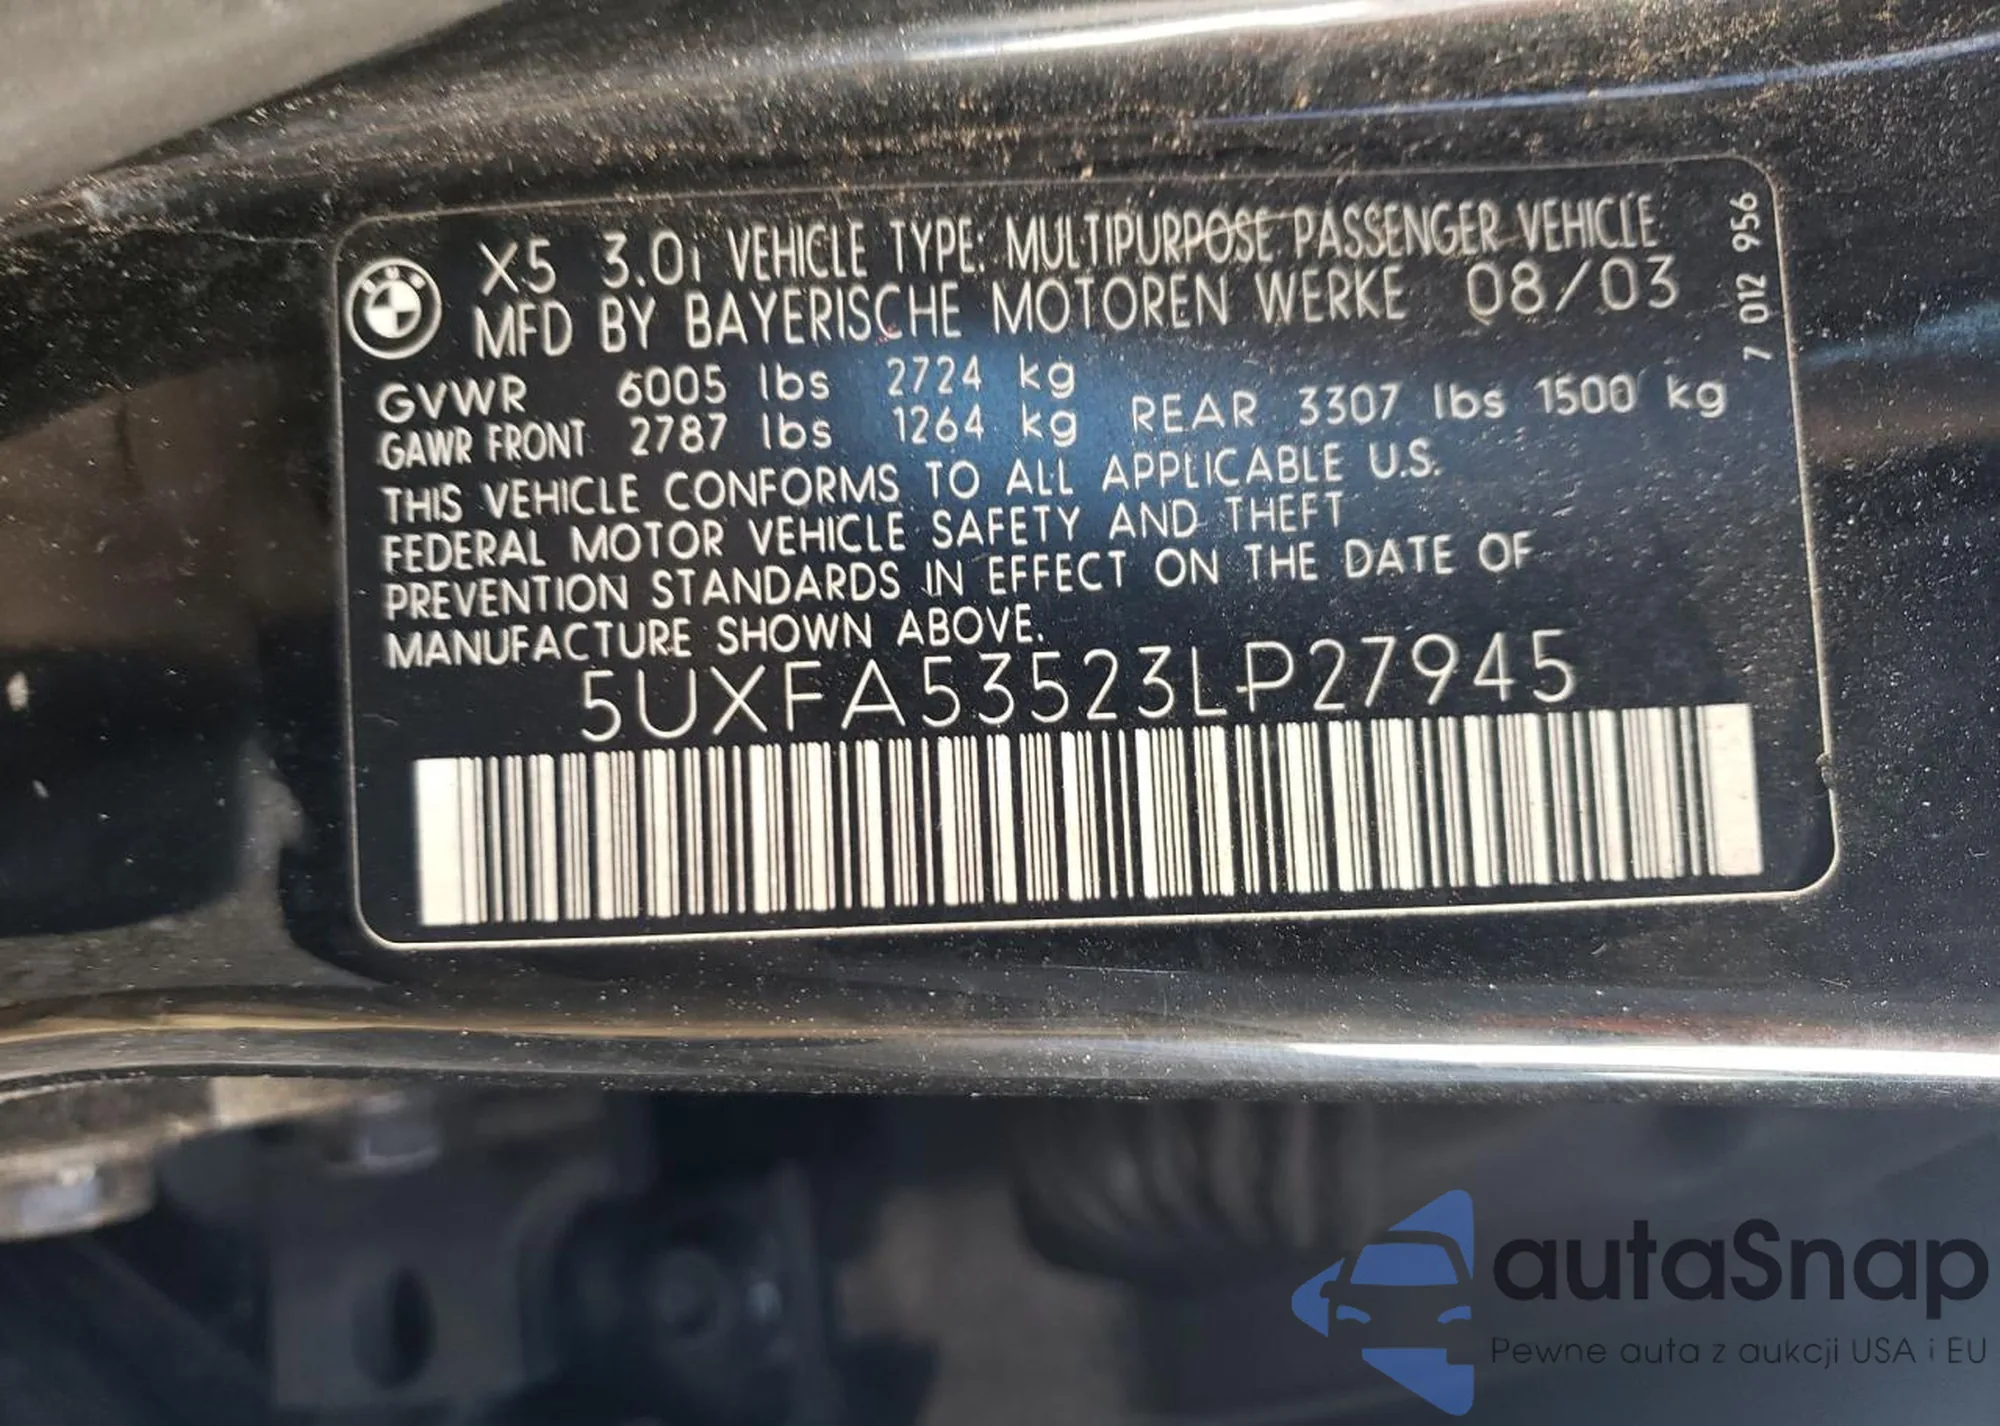 X5 3.0i VEHICLE TYPE: MULTIPURPOSE PASSENGER VEHICLE
MFD BY BAYERISCHE MOTOREN WERKE 08/03
GVWR 6005 lbs 2724 kg
GAWR FRONT 2787 lbs 1264 kg REAR 3307 lbs 1500 kg
THIS VEHICLE CONFORMS TO ALL APPLICABLE U.S.
FEDERAL MOTOR VEHICLE SAFETY AND THEFT
PREVENTION STANDARDS IN EFFECT ON THE DATE OF
MANUFACTURE SHOWN ABOVE.
5UXFA53523LP27945
7 012 956
autaSnap
Pewne auta z aukcji USA i EU